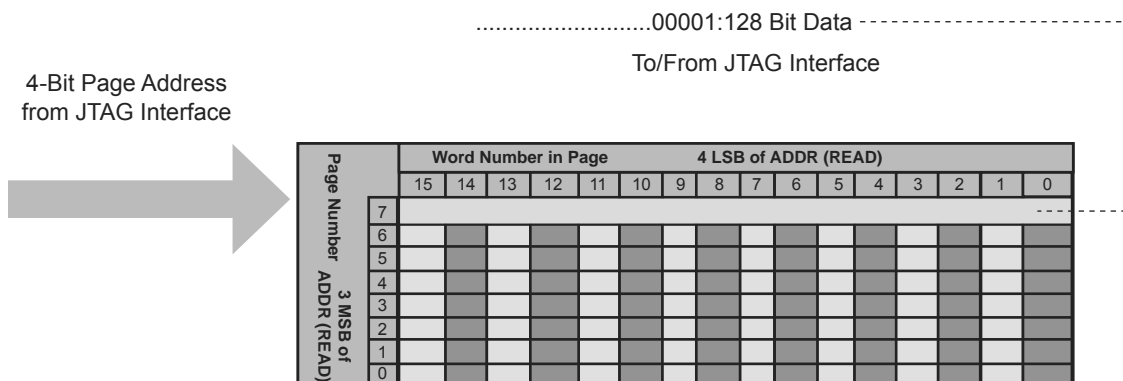 ...........................00001:128 Bit Data
To/From JTAG Interface
4-Bit Page Address
from JTAG Interface
Word Number in Page 4 LSB of ADDR (READ)
15 14 13 12 11 10 9 8 7 6 5 4 3 2 1 0
Page Number
3 MSB of
ADDR (READ)
7
6
5
4
3
2
1
0